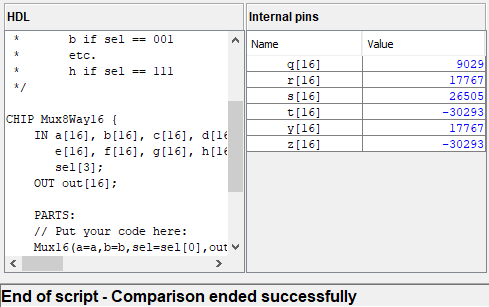 HDL
* b if sel == 001
* etc.
* h if sel == 111
*/
CHIP Mux8Way16 {
IN a[16], b[16], c[16], d[16
e[16], f[16], g[16], h[16
sel[3];
OUT out[16];
PARTS:
// Put your code here:
Mux16(a=a,b=b,sel=sel[0],out
Internal pins
Name Value
q[16] 9029
r[16] 17767
s[16] 26505
t[16] -30293
y[16] 17767
z[16] -30293
End of script - Comparison ended successfully